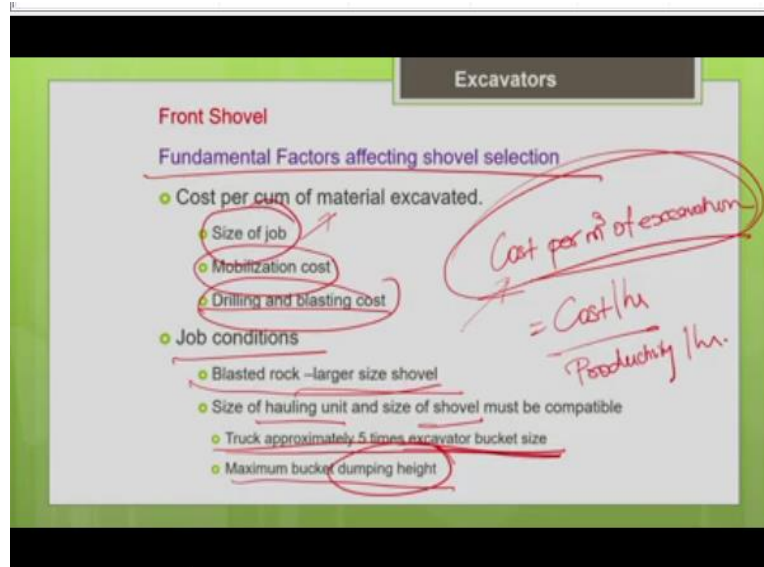 Excavators
Front Shovel
Fundamental Factors affecting shovel selection
Cost per cum of material excavated.
Size of job
Mobilization cost
Drilling and blasting cost
Cost per m³ of excavation
= Cost/hr
Productivity/hr.
Job conditions
Blasted rock –larger size shovel
Size of hauling unit and size of shovel must be compatible
Truck approximately 5 times excavator bucket size
Maximum bucket dumping height